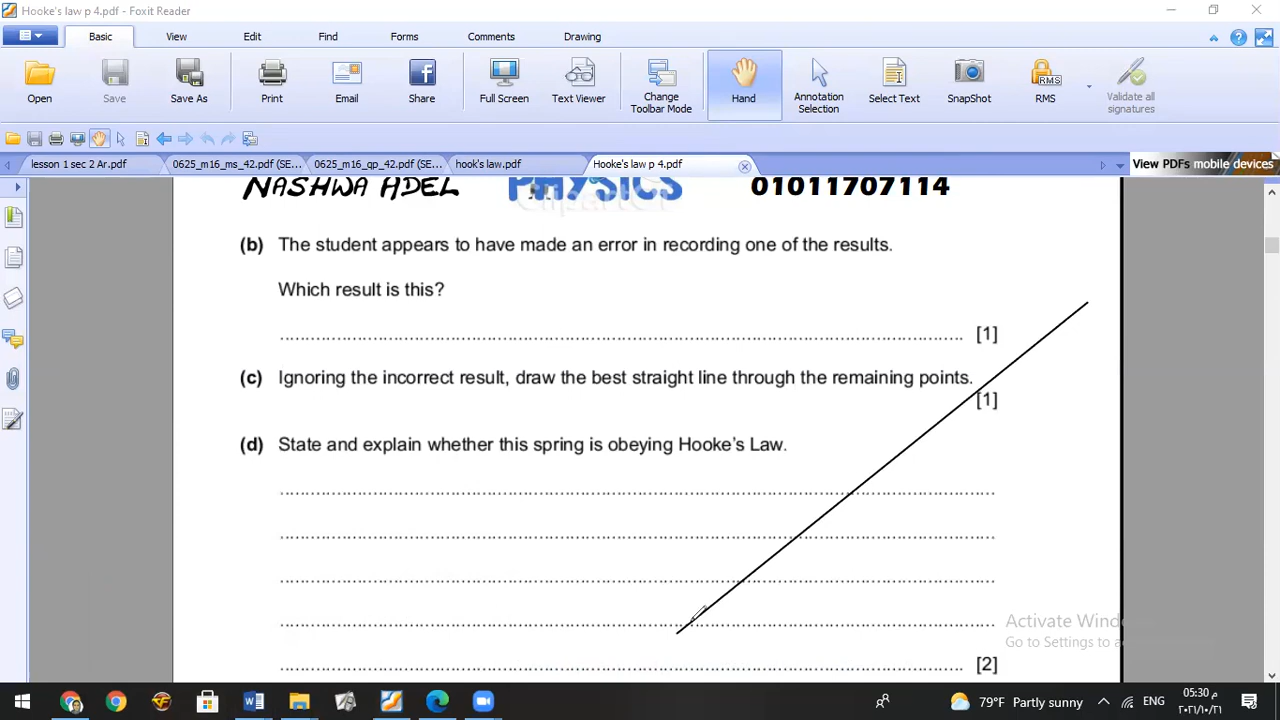 Hooke's law p 4.pdf - Foxit Reader
Basic View Edit Find Forms Comments Drawing
Open Save Save As Print Email Share Full Screen Text Viewer Change Toolbar Mode Hand Annotation Selection Select Text SnapShot RMS Validate all signatures
lesson 1 sec 2 Ar.pdf 0625_m16_ms_42.pdf (SE... 0625_m16_qp_42.pdf (SE... hook's law.pdf Hooke's law p 4.pdf View PDFs mobile devices
NASHWA ADEL PHYSICS 01011707114
(b) The student appears to have made an error in recording one of the results.
Which result is this?
[1]
(c) Ignoring the incorrect result, draw the best straight line through the remaining points.
[1]
(d) State and explain whether this spring is obeying Hooke's Law.
Activate Windo
Go to Settings to a
[2]
79°F Partly sunny ENG م 05:30
٢٠٢١/١٠/٢٦